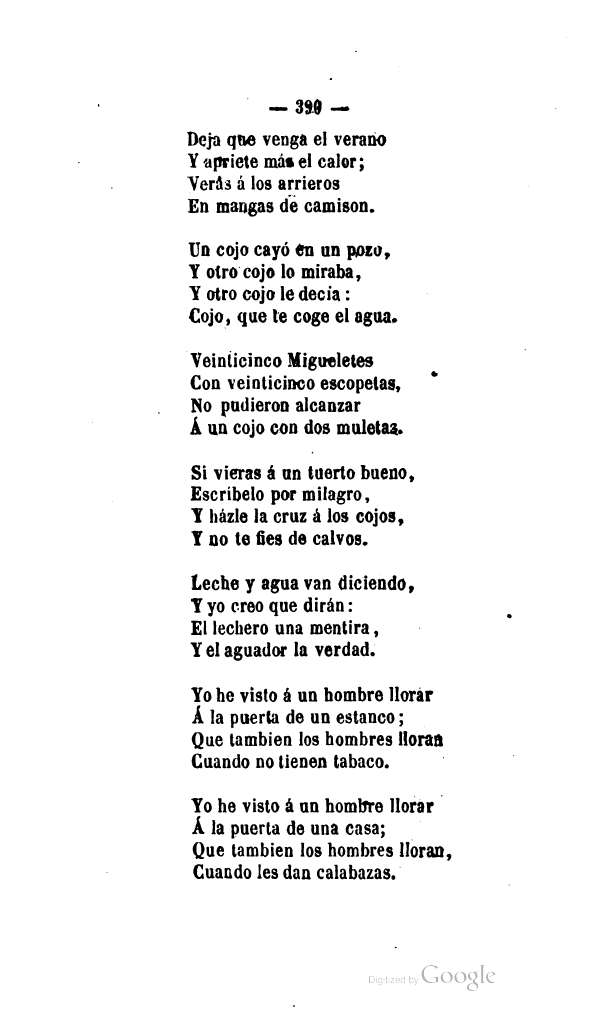 — 390 —
Deja que venga el verano
Y apriete más el calor;
Verás á los arrieros
En mangas de camison.
Un cojo cayó en un pozo,
Y otro cojo lo miraba,
Y otro cojo le decía:
Cojo, que te coge el agua.
Veinticinco Migueletes
Con veinticinco escopetas,
No pudieron alcanzar
Á un cojo con dos muletas.
Si vieras á un tuerto bueno,
Escríbelo por milagro,
Y házle la cruz á los cojos,
Y no te fies de calvos.
Leche y agua van diciendo,
Y yo creo que dirán:
El lechero una mentira,
Y el aguador la verdad.
Yo he visto á un hombre llorar
Á la puerta de un estanco;
Que tambien los hombres lloran
Cuando no tienen tabaco.
Yo he visto á un hombre llorar
Á la puerta de una casa;
Que tambien los hombres lloran,
Cuando les dan calabazas.
Digitized by Google